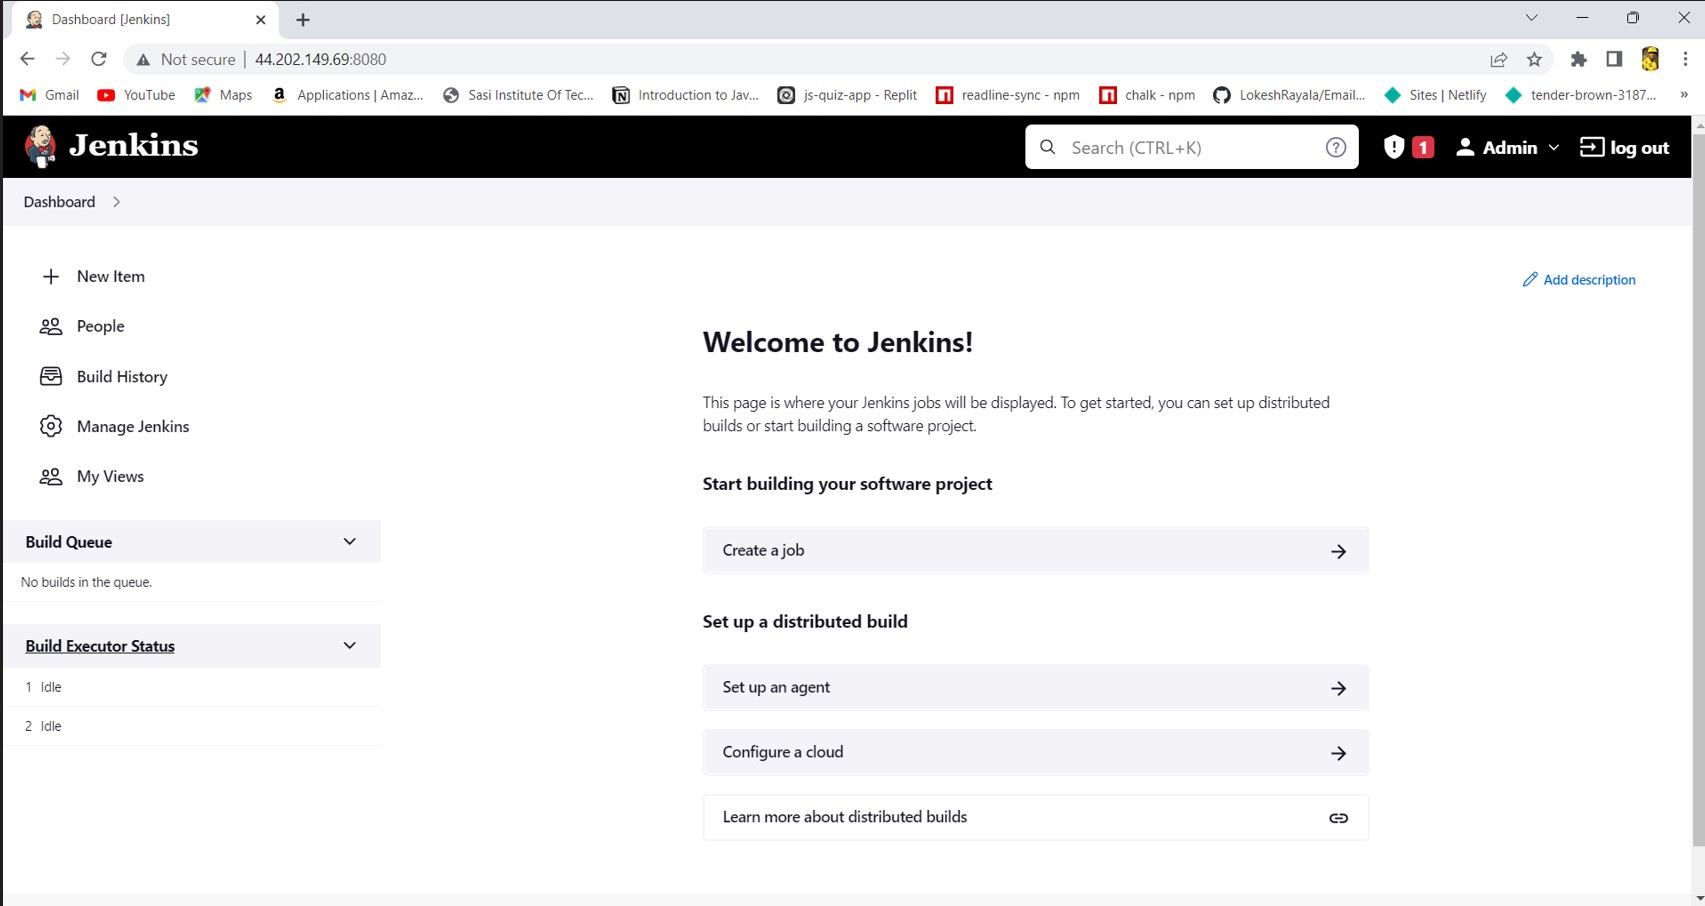 Dashboard [Jenkins]
Not secure 44.202.149.69:8080
Gmail YouTube Maps Applications | Amaz... Sasi Institute Of Tec... Introduction to Jav... js-quiz-app - Replit readline-sync - npm chalk - npm LokeshRayala/Email... Sites | Netlify tender-brown-3187... »
Jenkins Search (CTRL+K) 1 Admin log out
Dashboard
New Item
Add description
People
Build History
Manage Jenkins
My Views
Build Queue
No builds in the queue.
Build Executor Status
1 Idle
2 Idle
Welcome to Jenkins!
This page is where your Jenkins jobs will be displayed. To get started, you can set up distributed
builds or start building a software project.
Start building your software project
Create a job
Set up a distributed build
Set up an agent
Configure a cloud
Learn more about distributed builds